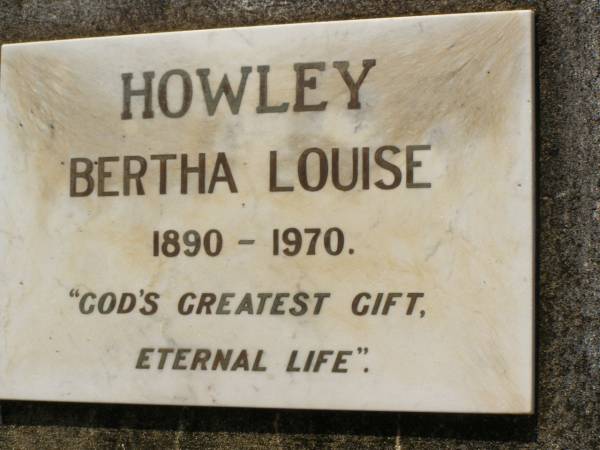 HOWLEY
BERTHA LOUISE
1890 - 1970.
"GOD'S GREATEST GIFT,
ETERNAL LIFE".